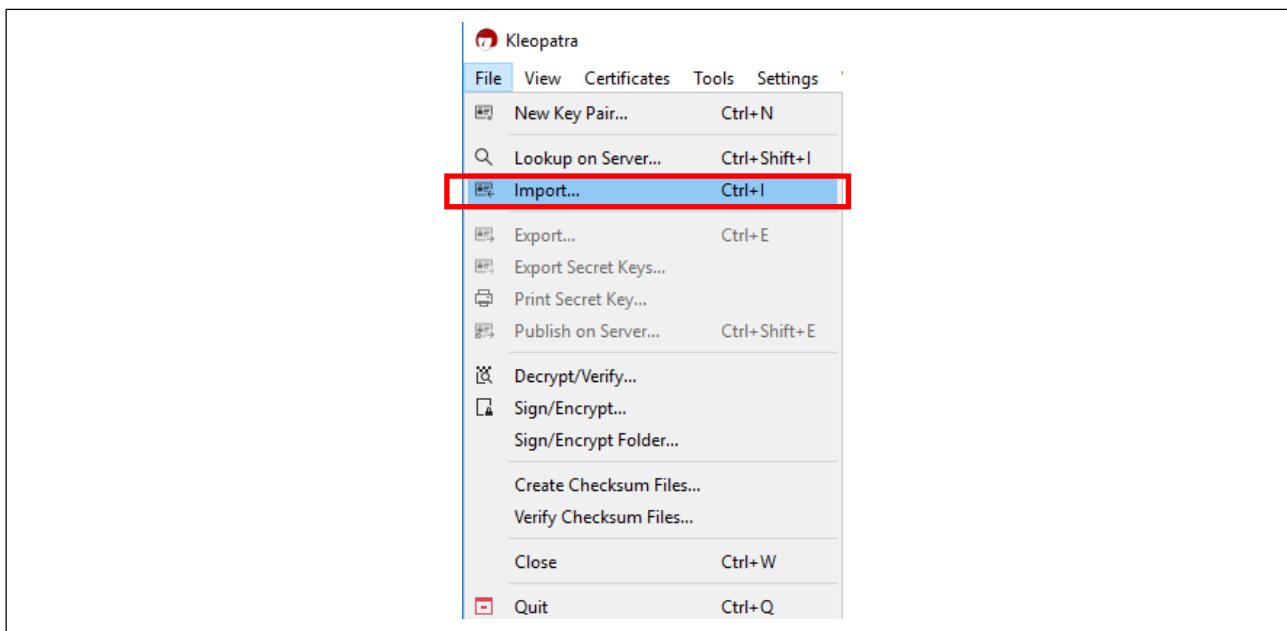 Kleopatra
File View Certificates Tools Settings
New Key Pair... Ctrl+N
Lookup on Server... Ctrl+Shift+I
Import... Ctrl+I
Export... Ctrl+E
Export Secret Keys...
Print Secret Key...
Publish on Server... Ctrl+Shift+E
Decrypt/Verify...
Sign/Encrypt...
Sign/Encrypt Folder...
Create Checksum Files...
Verify Checksum Files...
Close Ctrl+W
Quit Ctrl+Q